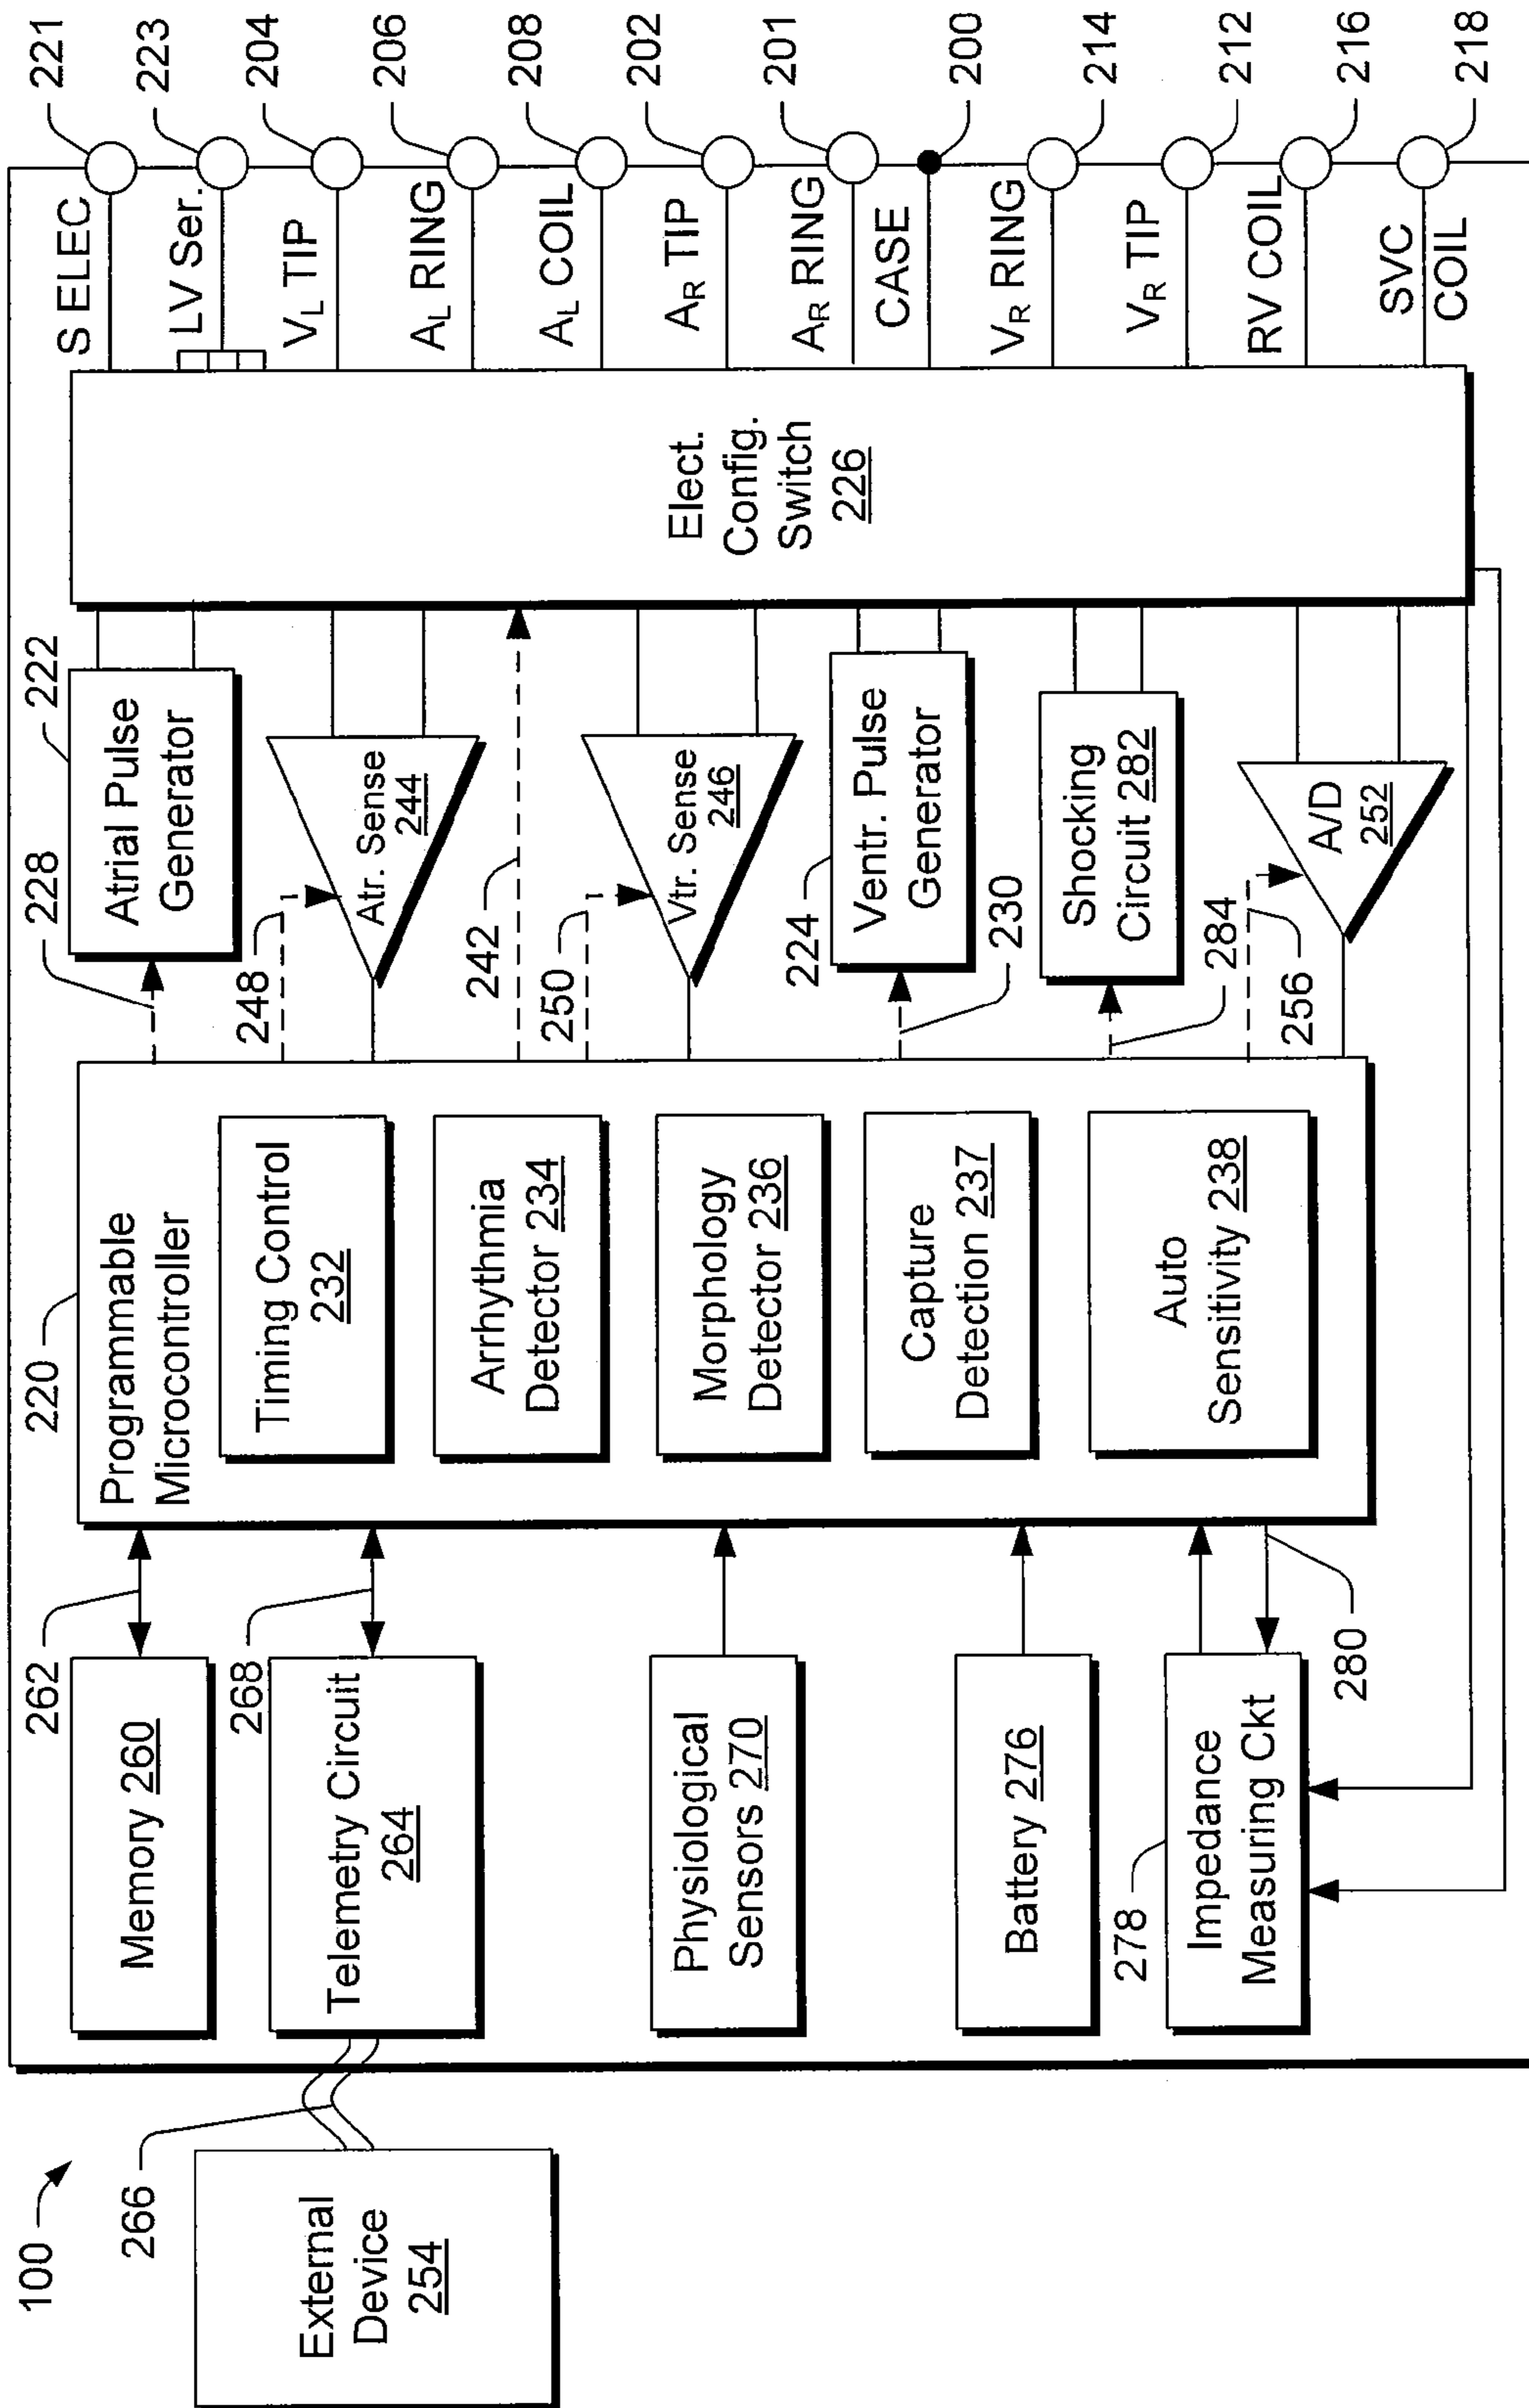 100
External
Device
254
266
Memory 260
262
Telemetry Circuit
264
268
Physiological
Sensors 270
Battery 276
278
Impedance
Measuring Ckt
280
220
Programmable
Microcontroller
Timing Control
232
Arrhythmia
Detector 234
Morphology
Detector 236
Capture
Detection 237
Auto
Sensitivity 238
228
222
Atrial Pulse
Generator
248
Atr. Sense
244
242
250
Vtr. Sense
246
224
Ventr. Pulse
Generator
230
Shocking
Circuit 282
284
256
A/D
252
Elect.
Config.
Switch
226
S ELEC
221
LV Ser.
223
VL TIP
204
AL RING
206
AL COIL
208
AR TIP
202
AR RING
201
CASE
200
VR RING
214
VR TIP
212
RV COIL
216
SVC
COIL
218